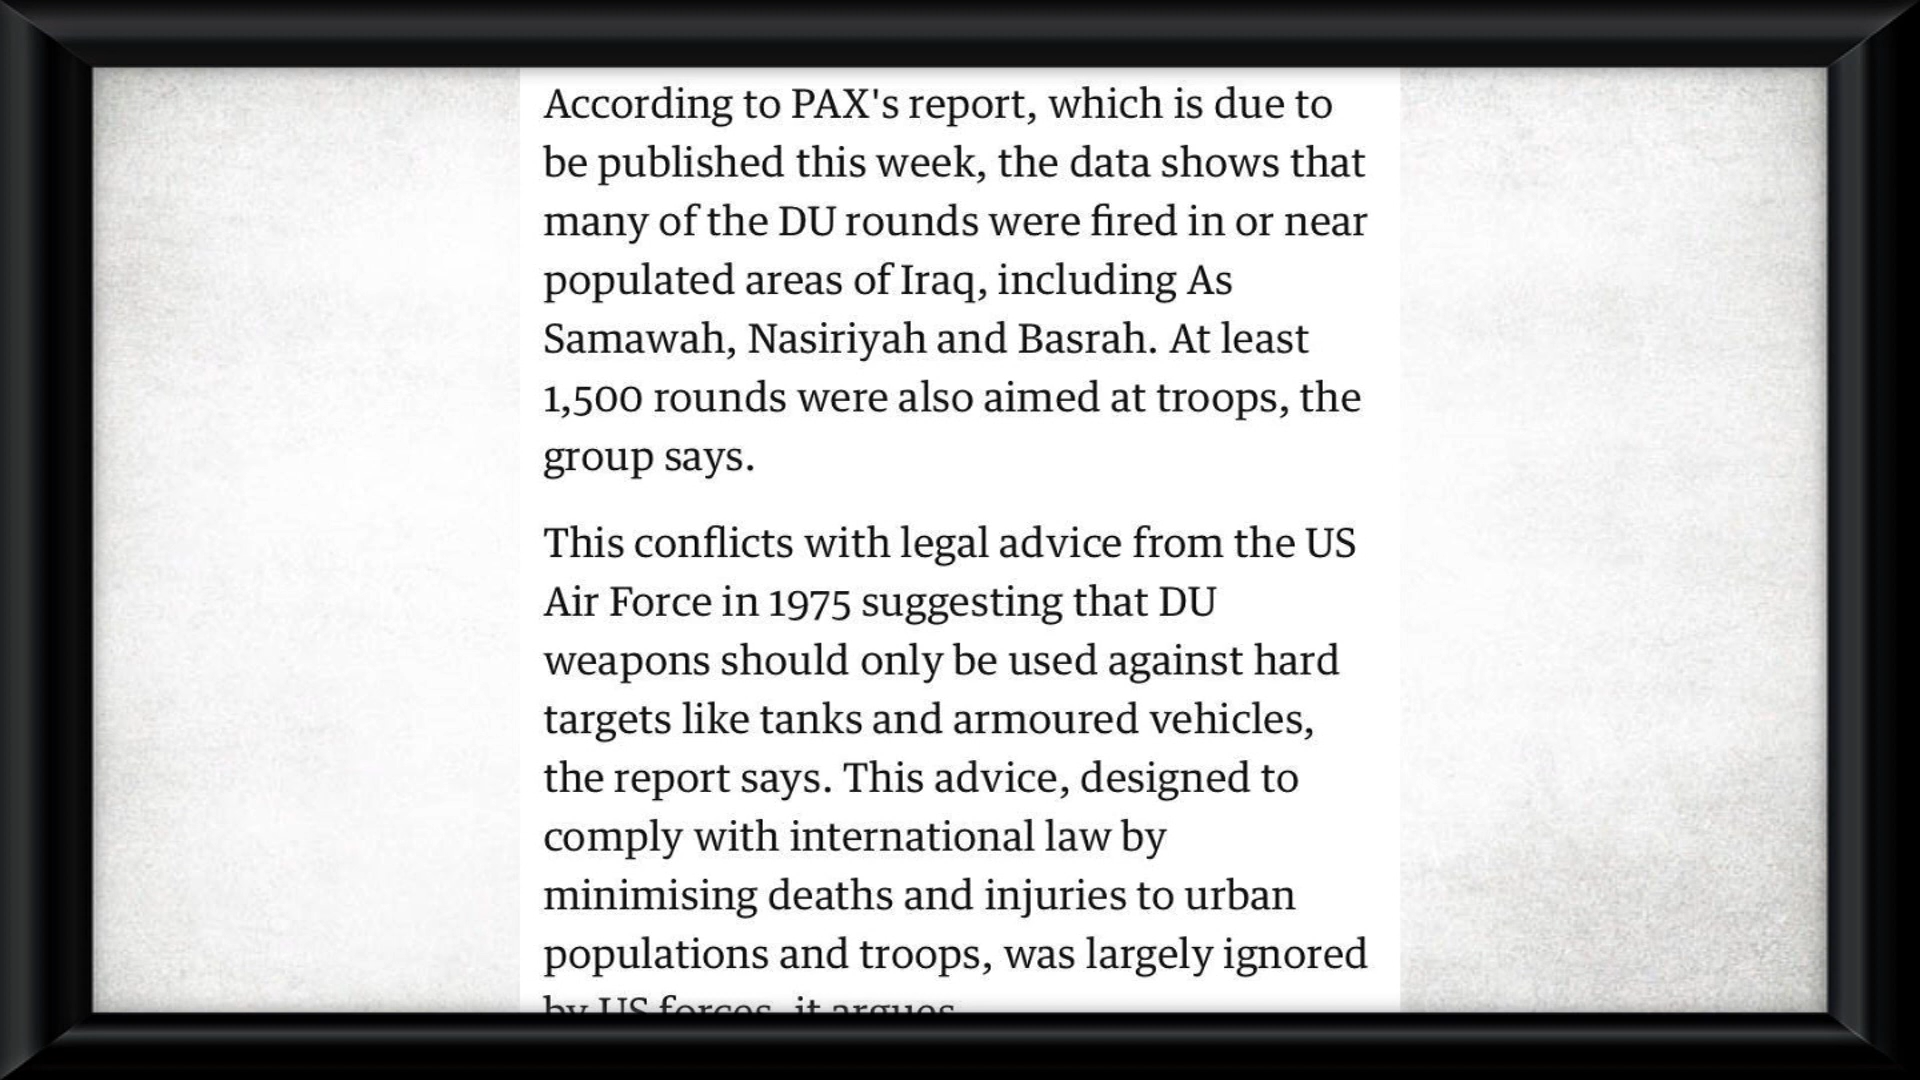 According to PAX's report, which is due to
be published this week, the data shows that
many of the DU rounds were fired in or near
populated areas of Iraq, including As
Samawah, Nasiriyah and Basrah. At least
1,500 rounds were also aimed at troops, the
group says.
This conflicts with legal advice from the US
Air Force in 1975 suggesting that DU
weapons should only be used against hard
targets like tanks and armoured vehicles,
the report says. This advice, designed to
comply with international law by
minimising deaths and injuries to urban
populations and troops, was largely ignored
by US forces, it argues.